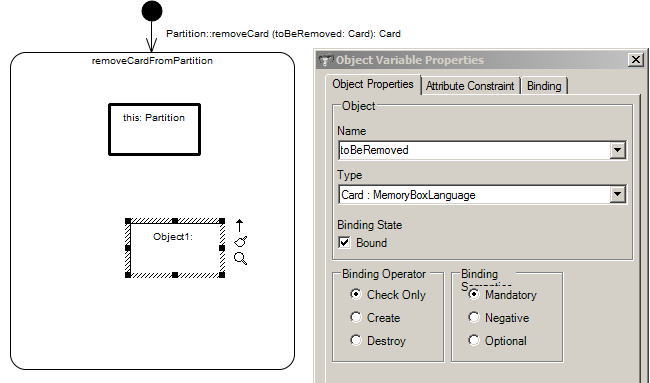 Partition::removeCard (toBeRemoved: Card): Card
removeCardFromPartition
this: Partition
Object1:
Object Variable Properties
Object Properties
Attribute Constraint
Binding
Object
Name
toBeRemoved
Type
Card : MemoryBoxLanguage
Binding State
Bound
Binding Operator
Check Only
Create
Destroy
Binding
Semantics
Mandatory
Negative
Optional